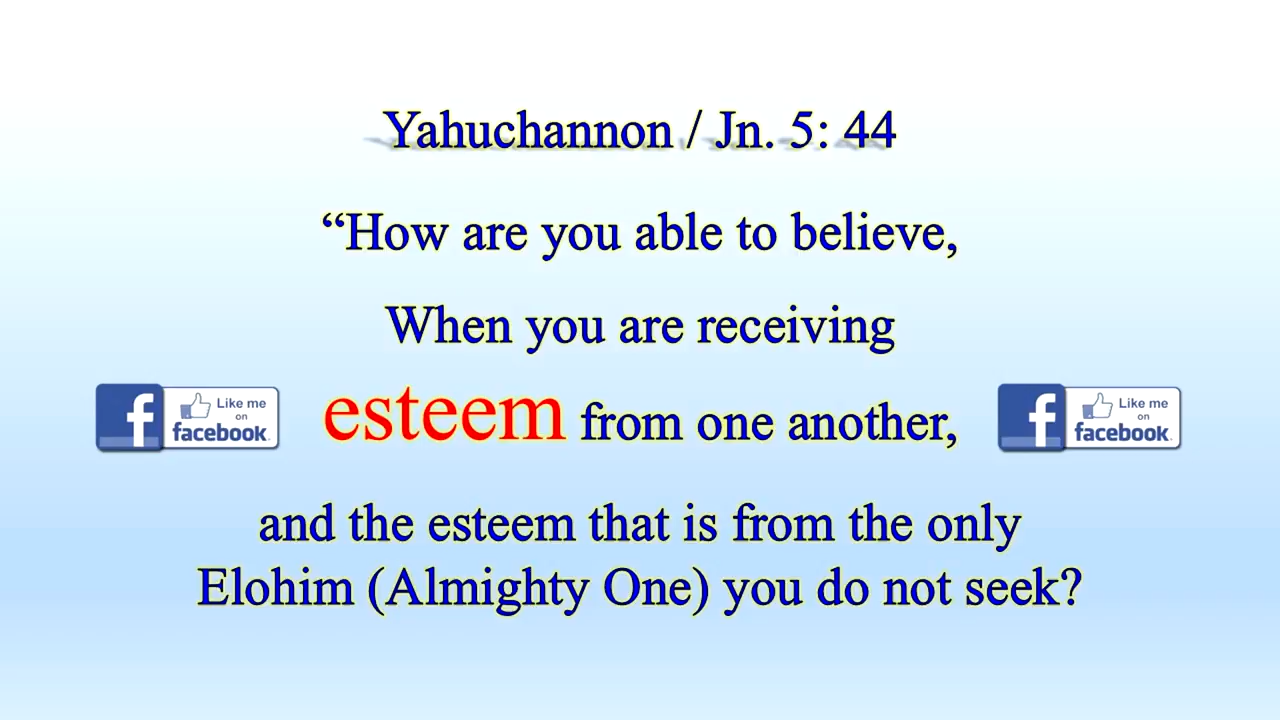 Yahuchannon / Jn. 5: 44
“How are you able to believe,
When you are receiving
f Like me on facebook. esteem from one another, f Like me on facebook.
and the esteem that is from the only
Elohim (Almighty One) you do not seek?